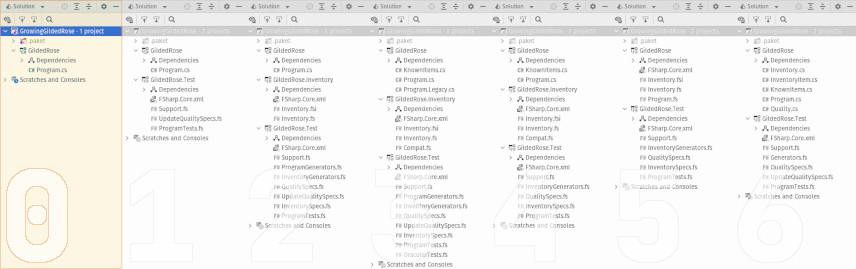 Solution
GrowingGildedRose · 1 project
paket
GildedRose
Dependencies
Program.cs
Scratches and Consoles
0
Solution
paket
GildedRose
Dependencies
Program.cs
GildedRose.Test
Dependencies
FSharp.Core.xml
Support.fs
UpdateQualitySpecs.fs
ProgramTests.fs
Scratches and Consoles
1
Solution
paket
GildedRose
Dependencies
Program.cs
GildedRose.Inventory
Dependencies
FSharp.Core.xml
Inventory.fsi
Inventory.fs
GildedRose.Test
Dependencies
FSharp.Core.xml
Support.fs
ProgramGenerators.fs
InventoryGenerators.fs
QualitySpecs.fs
UpdateQualitySpecs.fs
InventorySpecs.fs
ProgramTests.fs
Scratches and Consoles
2
Solution
paket
GildedRose
Dependencies
KnownItems.cs
Program.cs
Program.Legacy.cs
GildedRose.Inventory
Dependencies
FSharp.Core.xml
Inventory.fsi
Inventory.fs
Compat.fs
GildedRose.Test
Dependencies
FSharp.Core.xml
Support.fs
ProgramGenerators.fs
InventoryGenerators.fs
QualitySpecs.fs
UpdateQualitySpecs.fs
InventorySpecs.fs
ProgramTests.fs
OracularTests.fs
Scratches and Consoles
3
Solution
paket
GildedRose
Dependencies
KnownItems.cs
Program.cs
GildedRose.Inventory
Dependencies
FSharp.Core.xml
Inventory.fsi
Inventory.fs
Compat.fs
GildedRose.Test
Dependencies
FSharp.Core.xml
Support.fs
InventoryGenerators.fs
QualitySpecs.fs
InventorySpecs.fs
ProgramTests.fs
Scratches and Consoles
4
Solution
paket
GildedRose
Dependencies
FSharp.Core.xml
Inventory.fsi
Inventory.fs
Program.fs
GildedRose.Test
Dependencies
FSharp.Core.xml
Support.fs
InventoryGenerators.fs
QualitySpecs.fs
InventorySpecs.fs
ProgramTests.fs
Scratches and Consoles
5
Solution
paket
GildedRose
Dependencies
Inventory.cs
InventoryItem.cs
KnownItems.cs
Program.cs
Quality.cs
GildedRose.Test
Dependencies
FSharp.Core.xml
Support.fs
Generators.fs
QualitySpecs.fs
UpdateQualitySpecs.fs
ProgramTests.fs
Scratches and Consoles
6